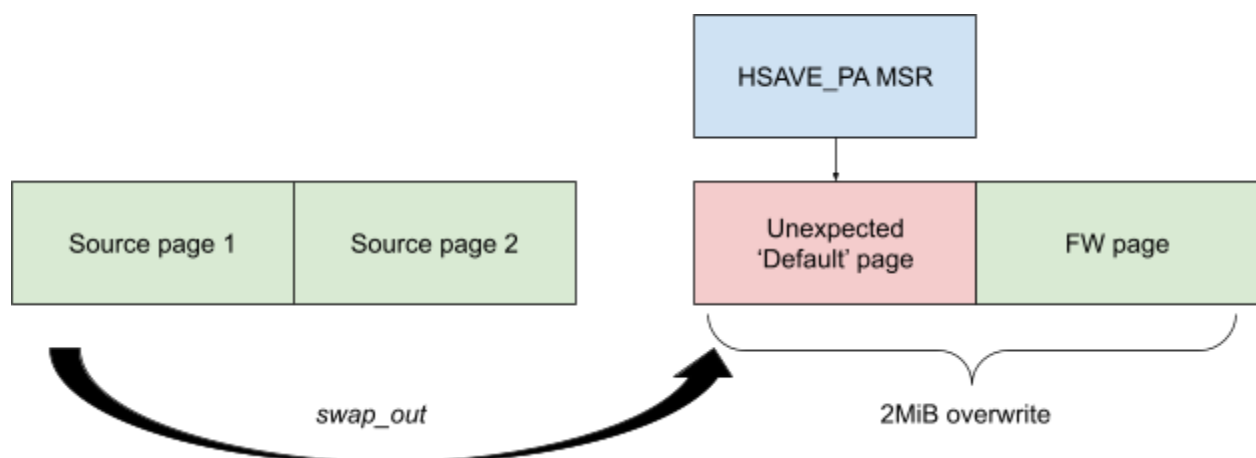 HSAVE_PA MSR
Source page 1
Source page 2
Unexpected
‘Default’ page
FW page
swap_out
2MiB overwrite